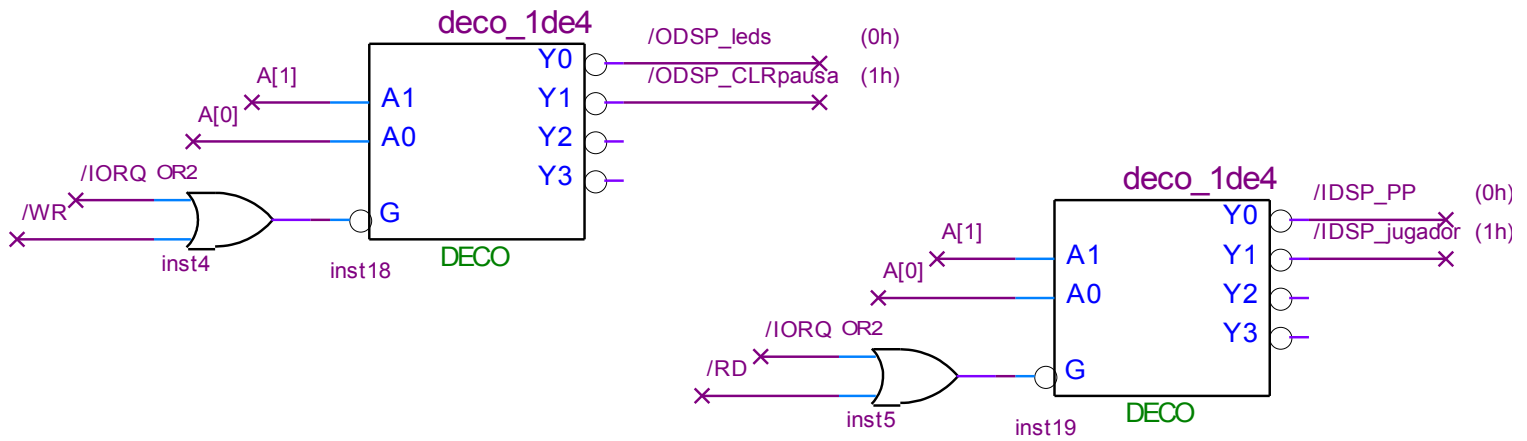 deco_1de4
Y0
/ODSP_leds (0h)
A[1]
A1
Y1
/ODSP_CLRpausa (1h)
A[0]
A0
Y2
Y3
/IORQ OR2
/WR
G
inst4
inst18
DECO
deco_1de4
Y0
/IDSP_PP (0h)
A[1]
A1
Y1
/IDSP_jugador (1h)
A[0]
A0
Y2
Y3
/IORQ OR2
/RD
G
inst5
inst19
DECO